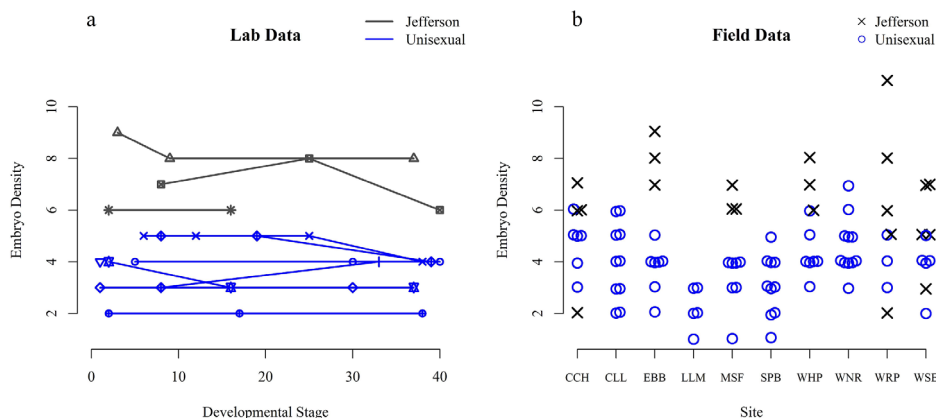 a
Lab Data
Jefferson
Unisexual
Embryo Density
10
8
6
4
2
0 10 20 30 40
Developmental Stage
b
Field Data
Jefferson
Unisexual
Embryo Density
10
8
6
4
2
CCH CLL EBB LLM MSF SPB WHP WNR WRP WSE
Site